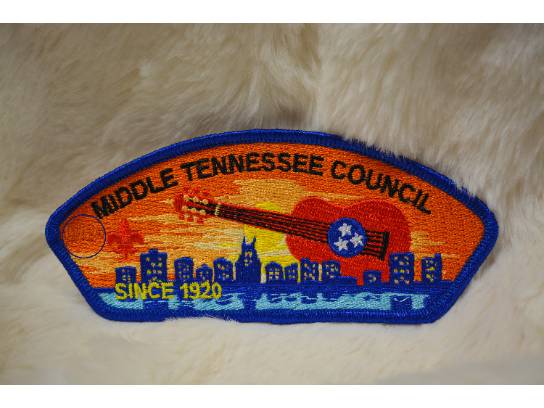 MIDDLE TENNESSEE COUNCIL
SINCE 1920